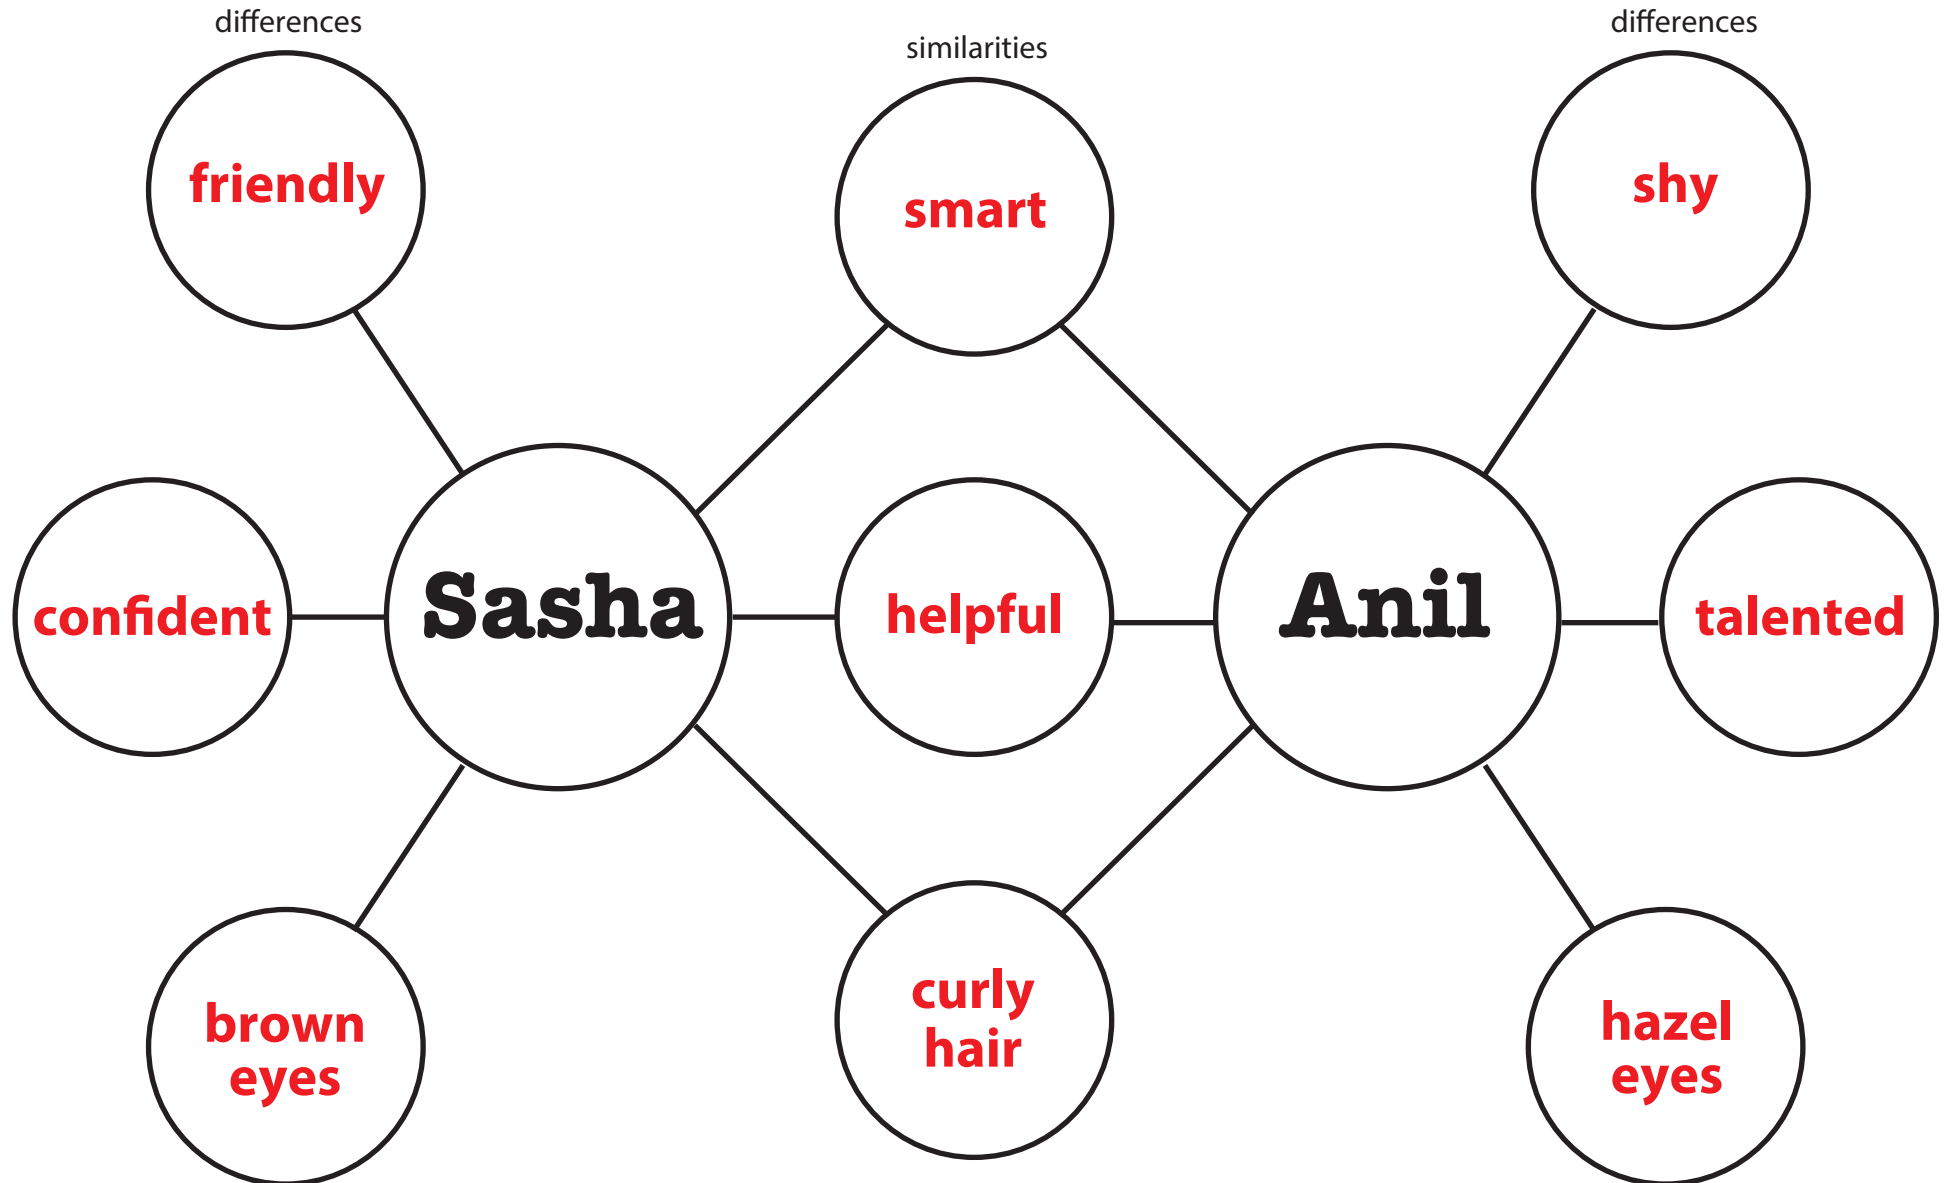 differences
similarities
differences
friendly
smart
shy
confident
Sasha
helpful
Anil
talented
brown
eyes
curly
hair
hazel
eyes